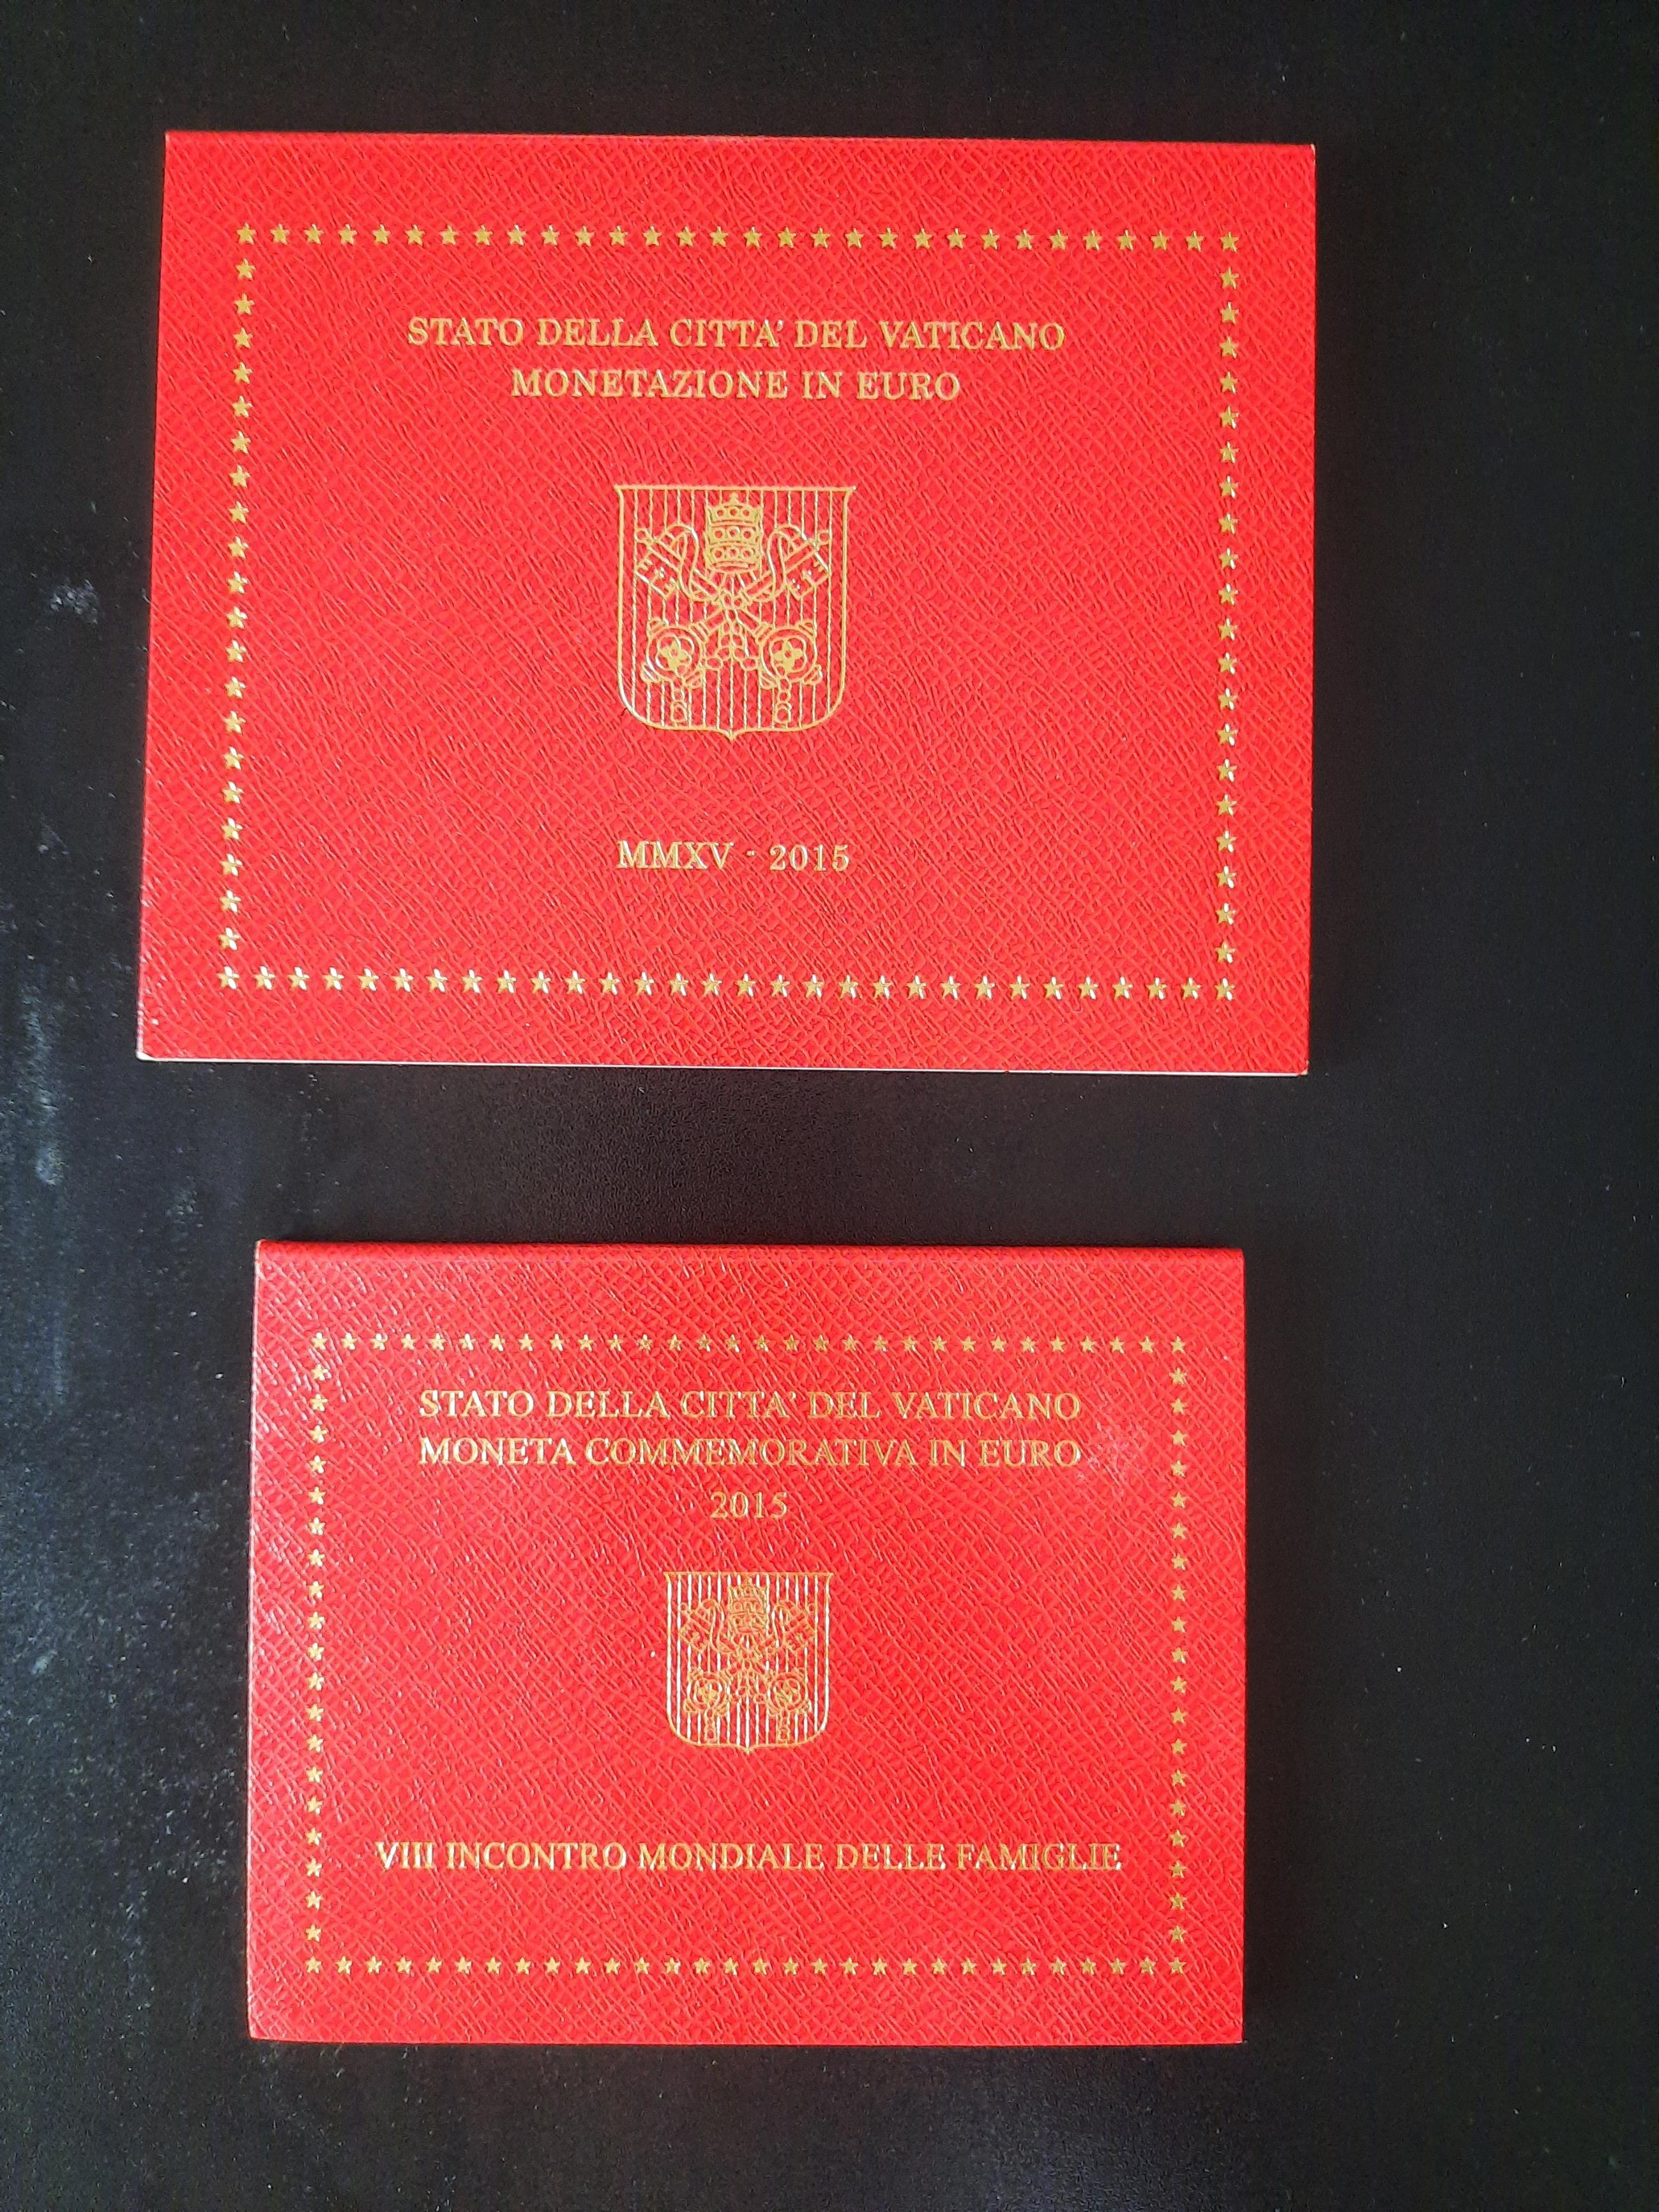 STATO DELLA CITTA' DEL VATICANO
MONETAZIONE IN EURO
MMXV - 2015
STATO DELLA CITTA' DEL VATICANO
MONETA COMMEMORATIVA IN EURO
2015
VIII INCONTRO MONDIALE DELLE FAMIGLIE